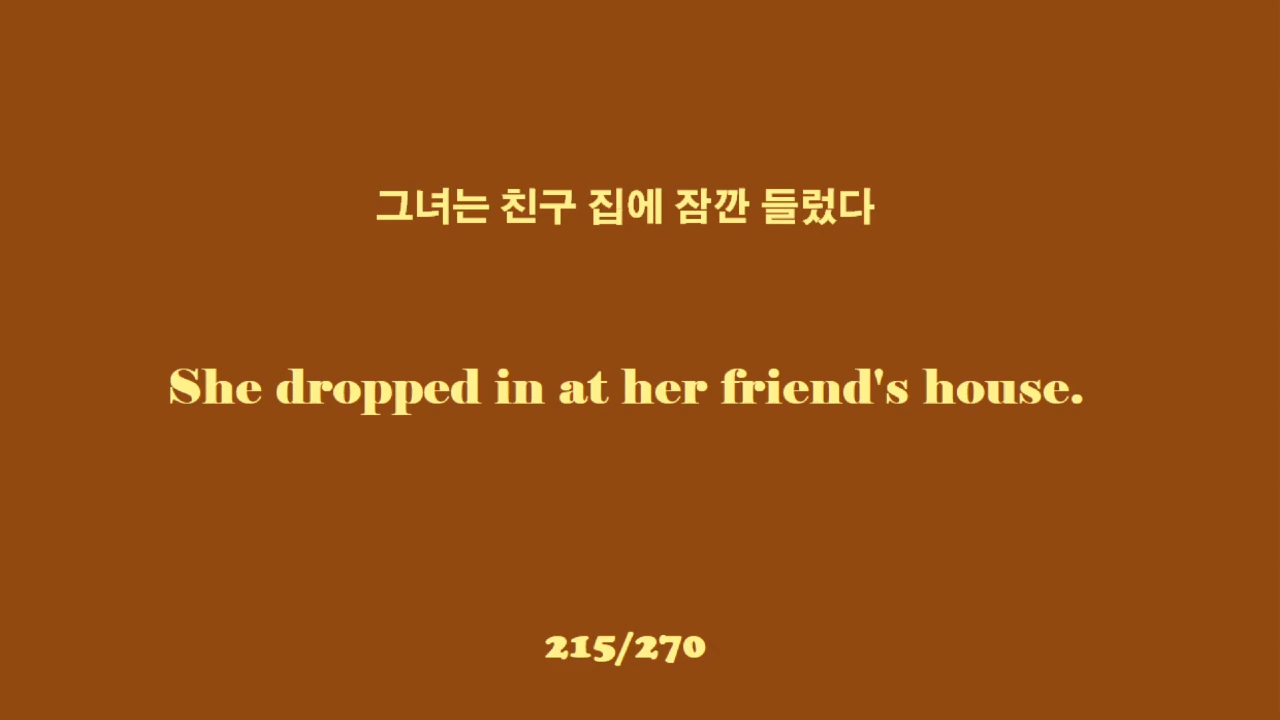 그녀는 친구 집에 잠깐 들렀다
She dropped in at her friend's house.
215/270